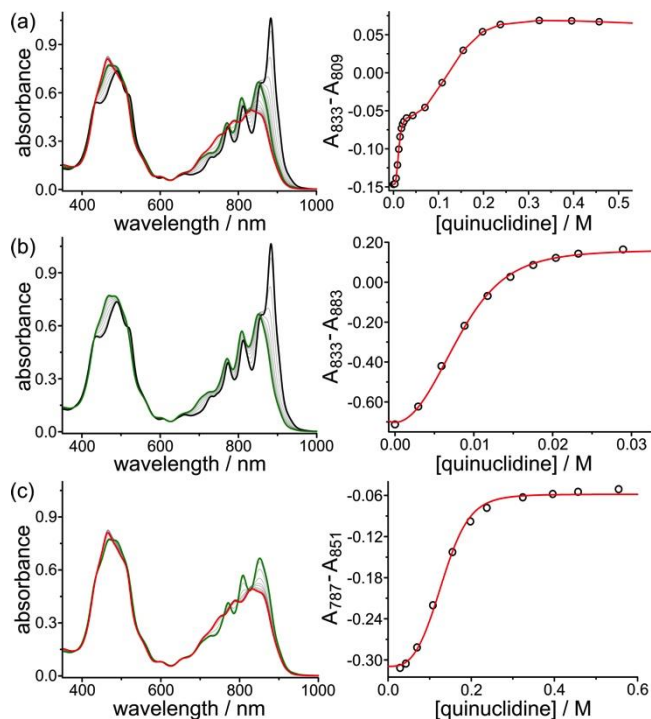 (a)
absorbance
0.9
0.6
0.3
0.0
400 600 800 1000
wavelength / nm
A833-A809
0.05
0.00
-0.05
-0.10
-0.15
0.0 0.1 0.2 0.3 0.4 0.5
[quinuclidine] / M
(b)
absorbance
0.9
0.6
0.3
0.0
400 600 800 1000
wavelength / nm
A833-A883
0.20
0.00
-0.20
-0.40
-0.60
0.00 0.01 0.02 0.03
[quinuclidine] / M
(c)
absorbance
0.9
0.6
0.3
0.0
400 600 800 1000
wavelength / nm
A787-A851
-0.06
-0.12
-0.18
-0.24
-0.30
0.0 0.2 0.4 0.6
[quinuclidine] / M